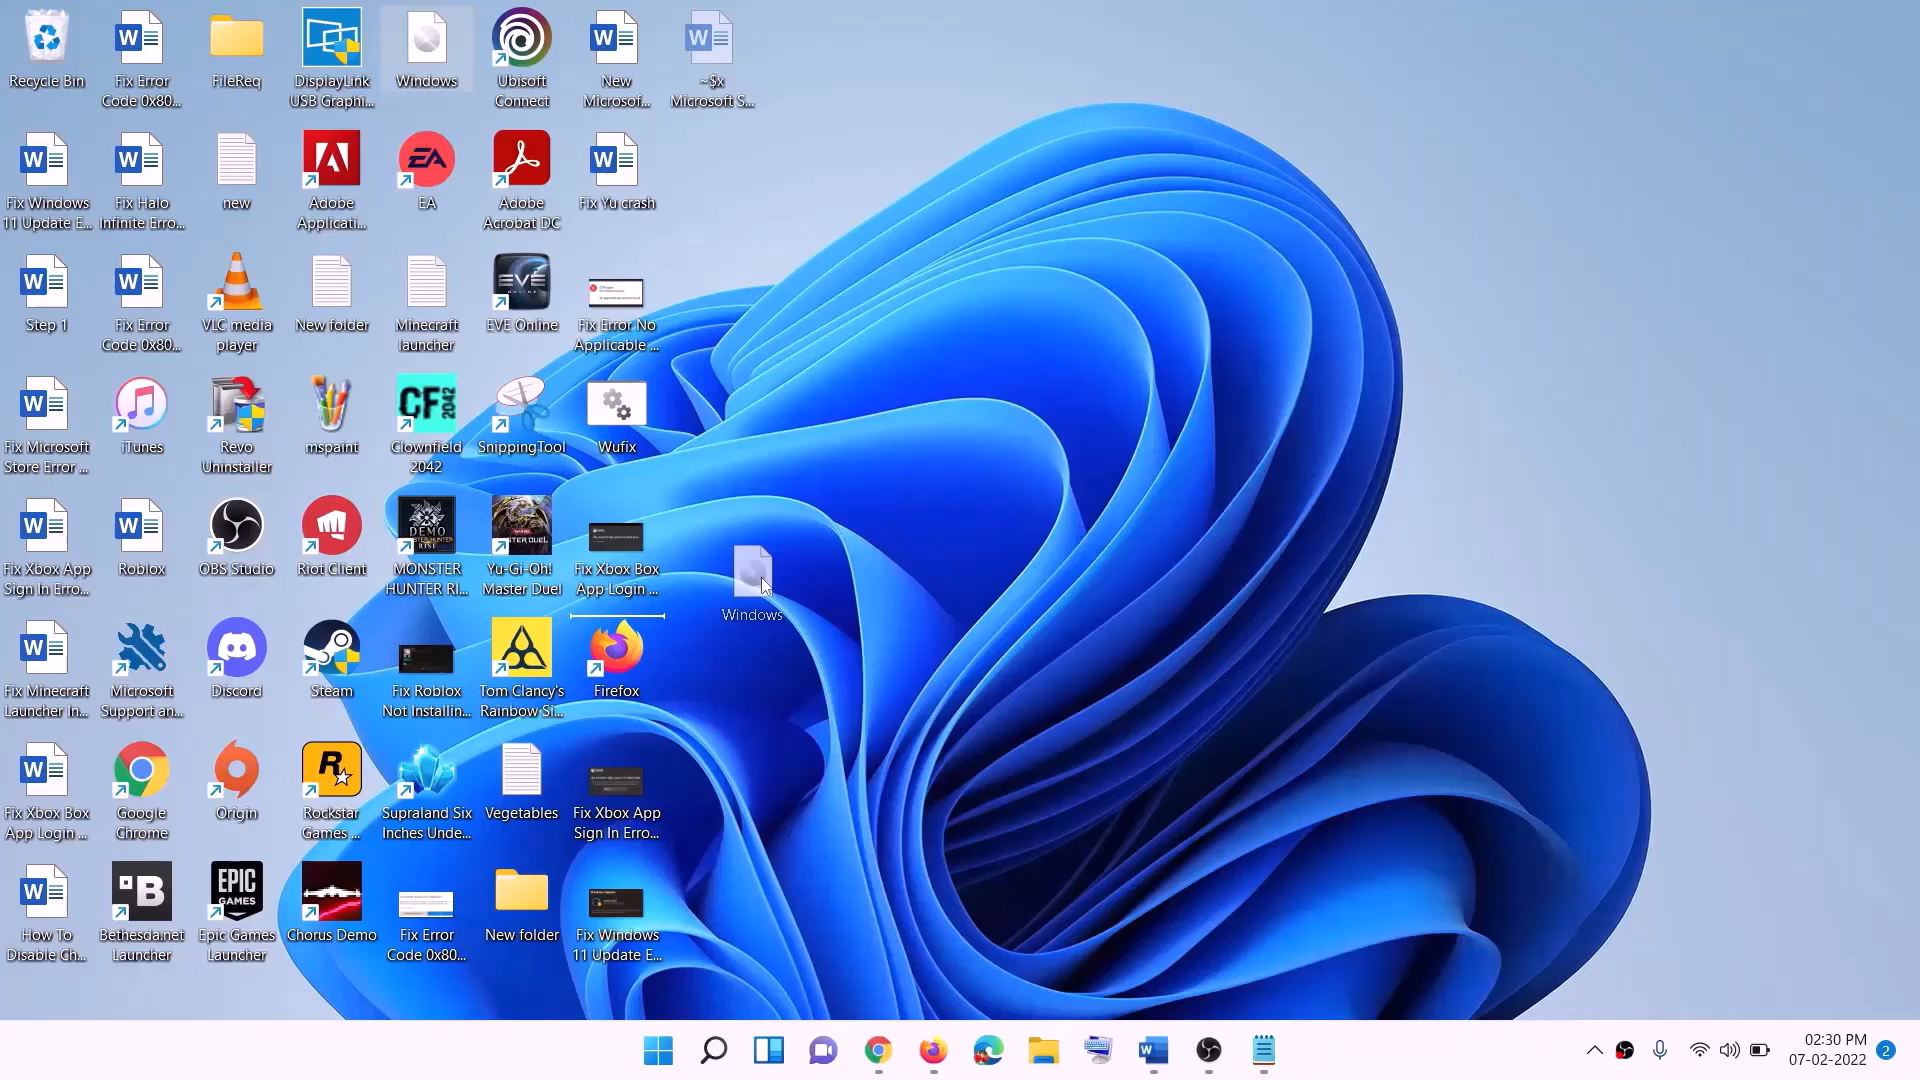 Recycle Bin
Fix Error
Code 0x80...
FileReq
DisplayLink
USB Graphi...
Windows
Ubisoft
Connect
New
Microsof...
~$x
Microsoft S...
Fix Windows
11 Update E...
Fix Halo
Infinite Erro...
new
Adobe
Applicati...
EA
Adobe
Acrobat DC
Fix Yu crash
Step 1
Fix Error
Code 0x80...
VLC media
player
New folder
Minecraft
launcher
EVE
EVE Online
Fix Error No
Applicable ...
Fix Microsoft
Store Error ...
iTunes
Revo
Uninstaller
mspaint
CF 2042
Clownfield
2042
SnippingTool
Wufix
Fix Xbox App
Sign In Erro...
Roblox
OBS Studio
Riot Client
DEMO
MONSTER
HUNTER RI...
Yu-Gi-Oh!
Master Duel
Fix Xbox Box
App Login ...
Windows
Fix Minecraft
Launcher In...
Microsoft
Support an...
Discord
Steam
Fix Roblox
Not Installin...
Tom Clancy's
Rainbow Si...
Firefox
Fix Xbox Box
App Login ...
Google
Chrome
Origin
Rockstar
Games ...
Supraland Six
Inches Unde...
Vegetables
Fix Xbox App
Sign In Erro...
How To
Disable Ch...
Bethesda.net
Launcher
EPIC
GAMES
Epic Games
Launcher
Chorus Demo
Fix Error
Code 0x80...
New folder
Fix Windows
11 Update E...
02:30 PM
07-02-2022
2